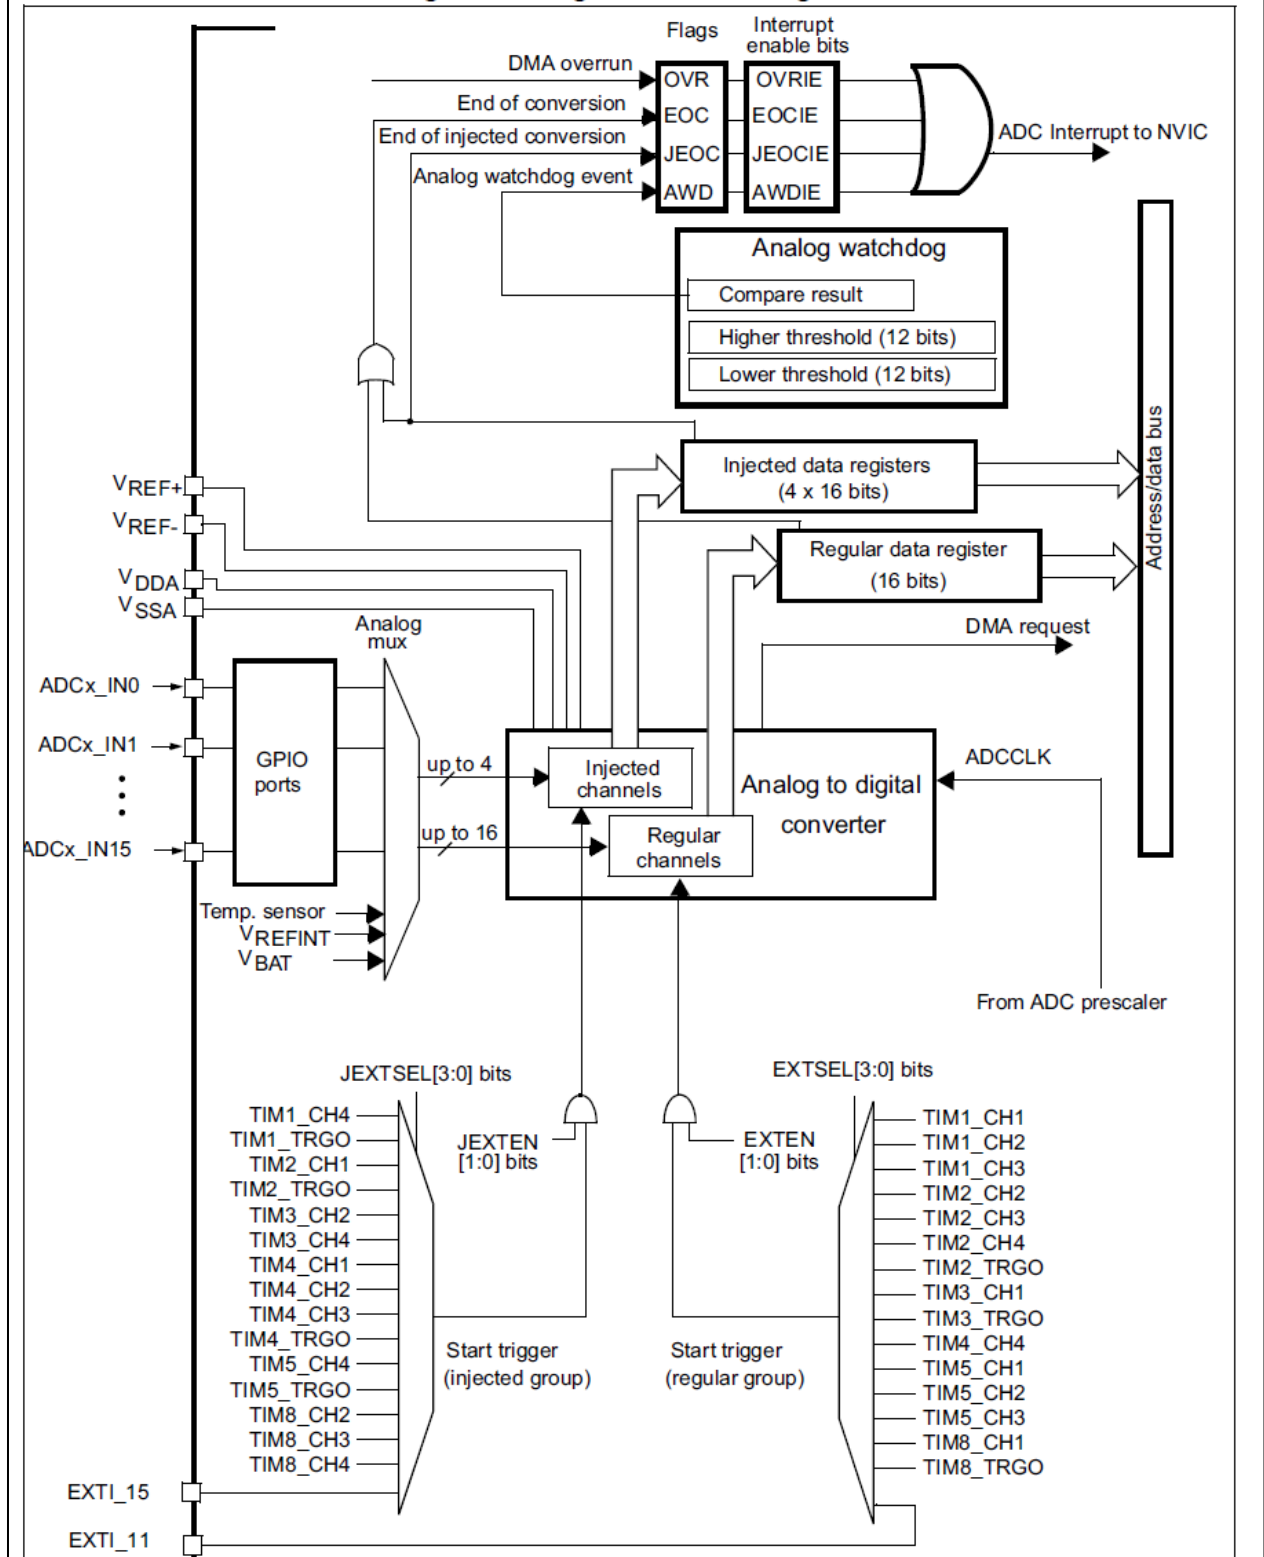 Flags
Interrupt
enable bits
DMA overrun
OVR
OVRIE
End of conversion
EOC
EOCIE
End of injected conversion
JEOC
JEOCIE
ADC Interrupt to NVIC
Analog watchdog event
AWD
AWDIE
Analog watchdog
Compare result
Higher threshold (12 bits)
Lower threshold (12 bits)
Address/data bus
Injected data registers
(4 x 16 bits)
VREF+
VREF-
VDDA
VSSA
Regular data register
(16 bits)
DMA request
Analog
mux
ADCx_IN0
ADCx_IN1
ADCx_IN15
GPIO
ports
up to 4
up to 16
Injected
channels
Regular
channels
Analog to digital
converter
ADCCLK
Temp. sensor
VREFINT
VBAT
From ADC prescaler
JEXTSEL[3:0] bits
EXTSEL[3:0] bits
TIM1_CH4
TIM1_TRGO
TIM2_CH1
TIM2_TRGO
TIM3_CH2
TIM3_CH4
TIM4_CH1
TIM4_CH2
TIM4_CH3
TIM4_TRGO
TIM5_CH4
TIM5_TRGO
TIM8_CH2
TIM8_CH3
TIM8_CH4
JEXTEN
[1:0] bits
EXTEN
[1:0] bits
Start trigger
(injected group)
Start trigger
(regular group)
TIM1_CH1
TIM1_CH2
TIM1_CH3
TIM2_CH2
TIM2_CH3
TIM2_CH4
TIM2_TRGO
TIM3_CH1
TIM3_TRGO
TIM4_CH4
TIM5_CH1
TIM5_CH2
TIM5_CH3
TIM8_CH1
TIM8_TRGO
EXTI_15
EXTI_11